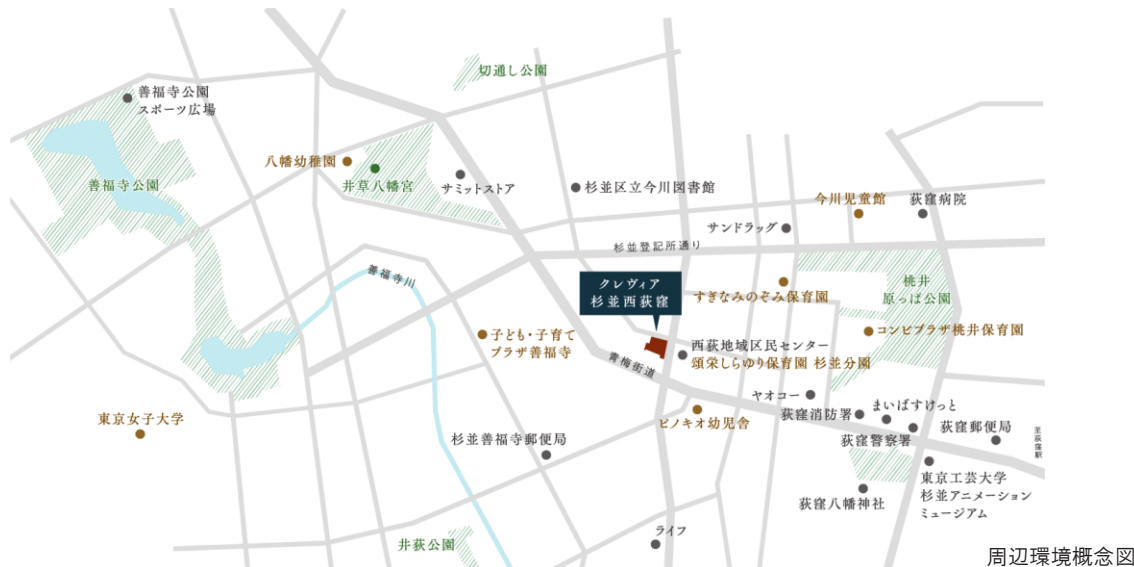 切通し公園
善福寺公園
スポーツ広場
八幡幼稚園
井草八幡宮
善福寺公園
サミットストア
杉並区立今川図書館
今川児童館
荻窪病院
サンドラッグ
杉並登記所通り
善福寺川
クレヴィア
杉並西荻窪
すぎなみのぞみ保育園
桃井
原っぱ公園
コンビプラザ桃井保育園
子ども・子育て
プラザ善福寺
西荻地域区民センター
頌栄しらゆり保育園 杉並分園
青梅街道
ヤオコー
まいばすけっと
荻窪消防署
ピノキオ幼児舎
東京女子大学
荻窪郵便局
至荻窪駅
荻窪警察署
杉並善福寺郵便局
東京工芸大学
杉並アニメーション
ミュージアム
荻窪八幡神社
ライフ
井荻公園
周辺環境概念図